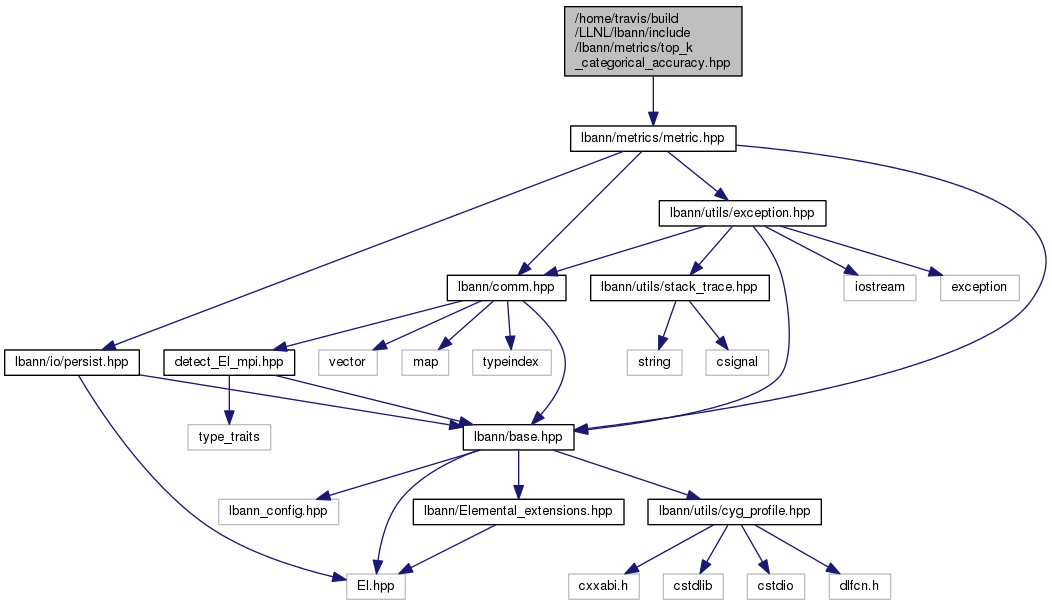 /home/travis/build
/LLNL/lbann/include
/lbann/metrics/top_k
_categorical_accuracy.hpp
lbann/metrics/metric.hpp
lbann/utils/exception.hpp
lbann/comm.hpp
lbann/utils/stack_trace.hpp
iostream
exception
lbann/io/persist.hpp
detect_El_mpi.hpp
vector
map
typeindex
string
csignal
type_traits
lbann/base.hpp
lbann_config.hpp
lbann/Elemental_extensions.hpp
lbann/utils/cyg_profile.hpp
El.hpp
cxxabi.h
cstdlib
cstdio
dlfcn.h